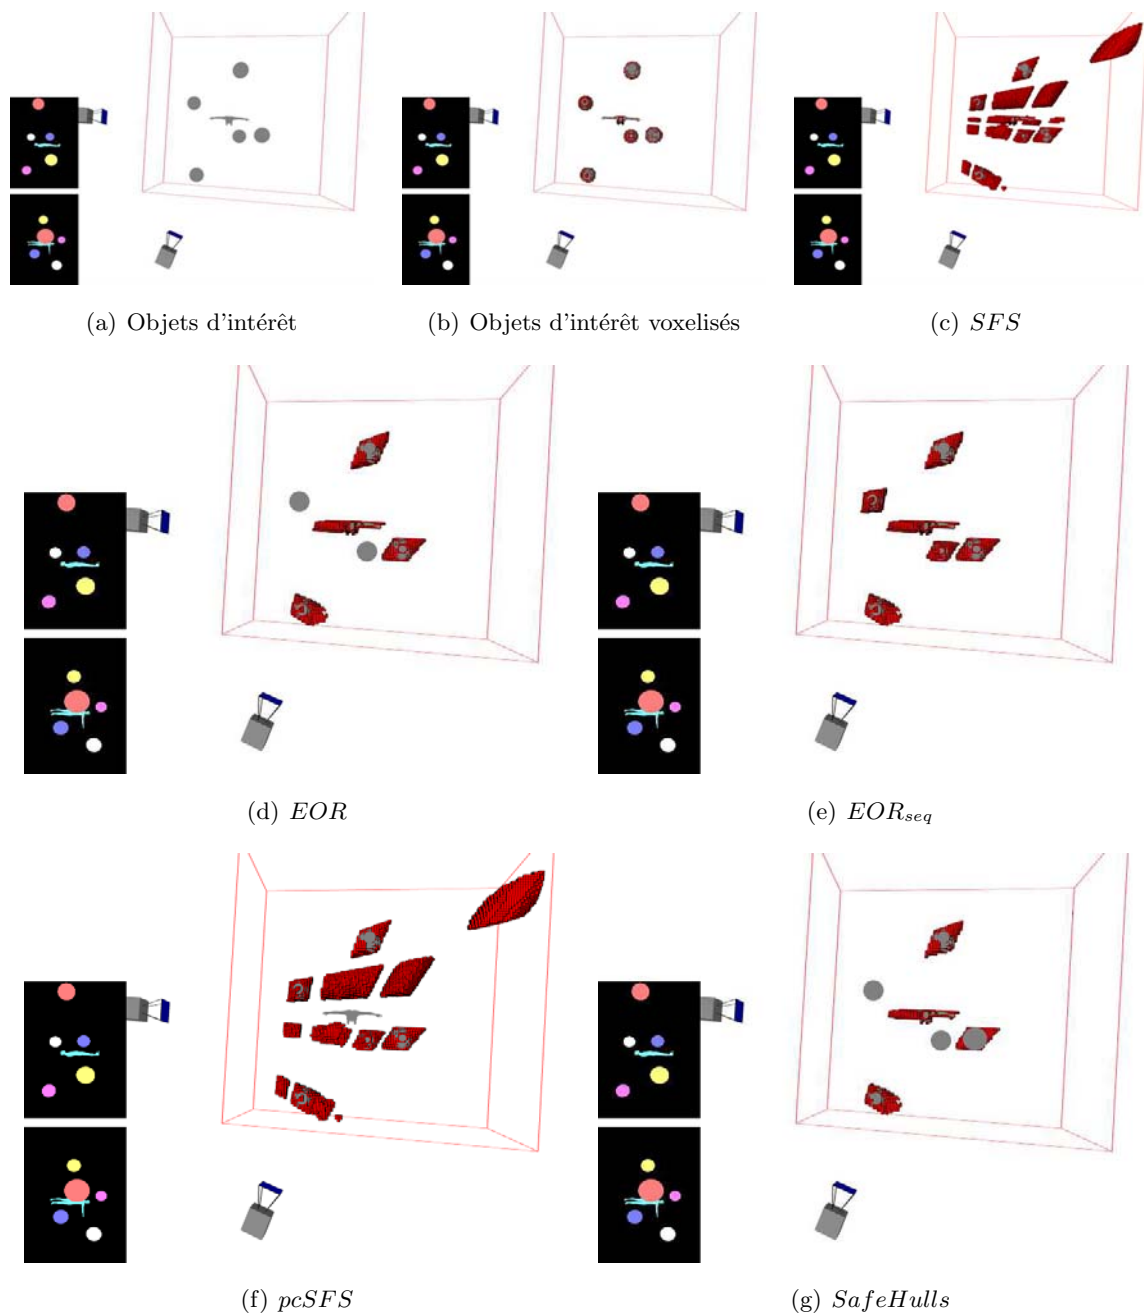 (a) Objets d'intérêt
(b) Objets d'intérêt voxelisés
(c) SFS
(d) EOR
(e) EORseq
(f) pcSFS
(g) SafeHulls